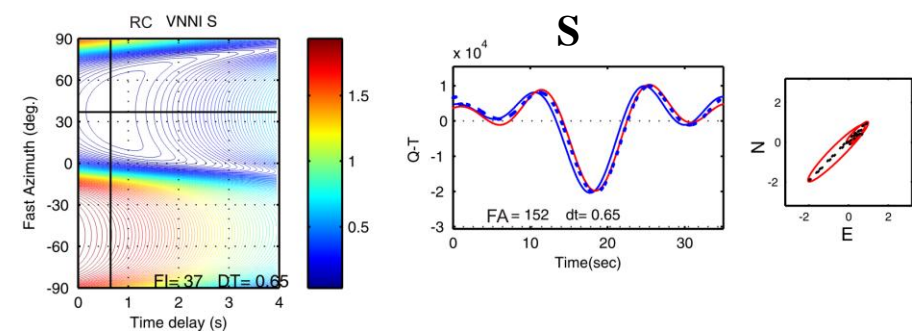 RC VNNI S
90
60
30
0
-30
-60
-90
Fast Azimuth (deg.)
FI= 37 DT= 0.65
0 1 2 3 4
Time delay (s)
1.5
1
0.5
S
x 10⁴
1
0
-1
-2
-3
Q-T
FA = 152 dt= 0.65
0 10 20 30
Time(sec)
2
0
-2
N
-2 0 2
E